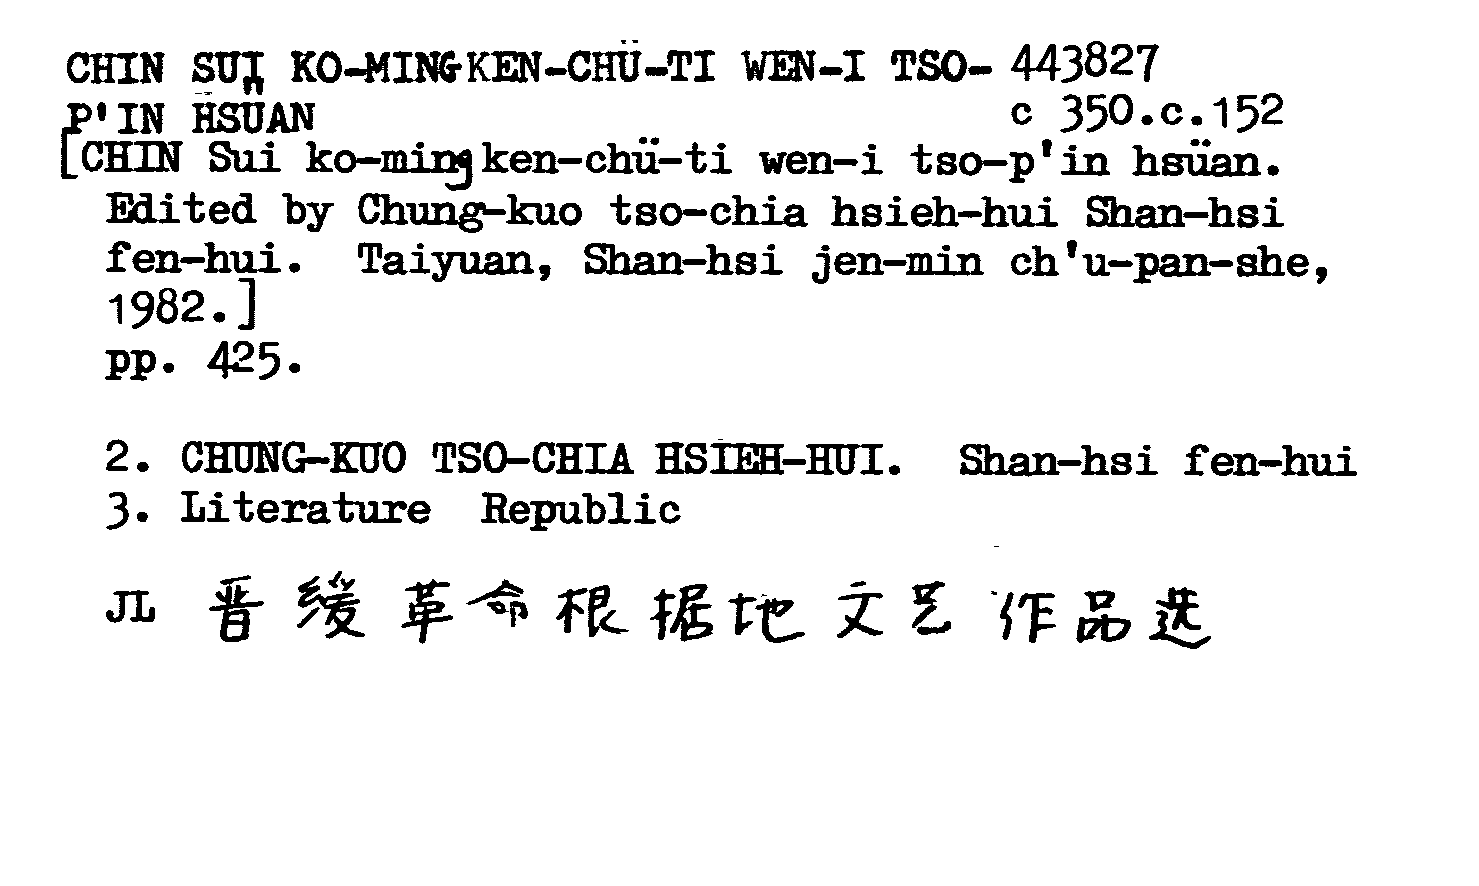 CHIN SUI KO-MING KEN-CHÜ-TI WEN-I TSO- 443827
P'IN HSÜAN c 350.c.152
[CHIN Sui ko-ming ken-chü-ti wen-i tso-p'in hsüan.
Edited by Chung-kuo tso-chia hsieh-hui Shan-hsi
fen-hui. Taiyuan, Shan-hsi jen-min ch'u-pan-she,
1982.]
pp. 425.
2. CHUNG-KUO TSO-CHIA HSIEH-HUI. Shan-hsi fen-hui
3. Literature Republic
JL 晋绥革命根据地文艺作品选